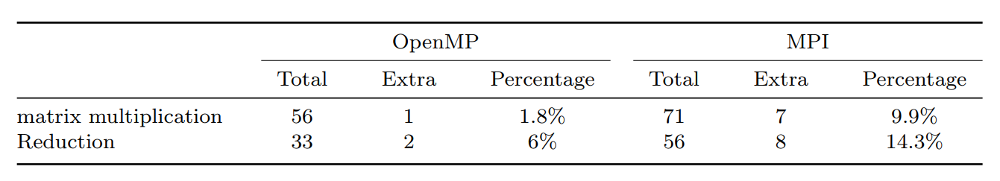 OpenMP MPI
Total Extra Percentage Total Extra Percentage
matrix multiplication 56 1 1.8% 71 7 9.9%
Reduction 33 2 6% 56 8 14.3%